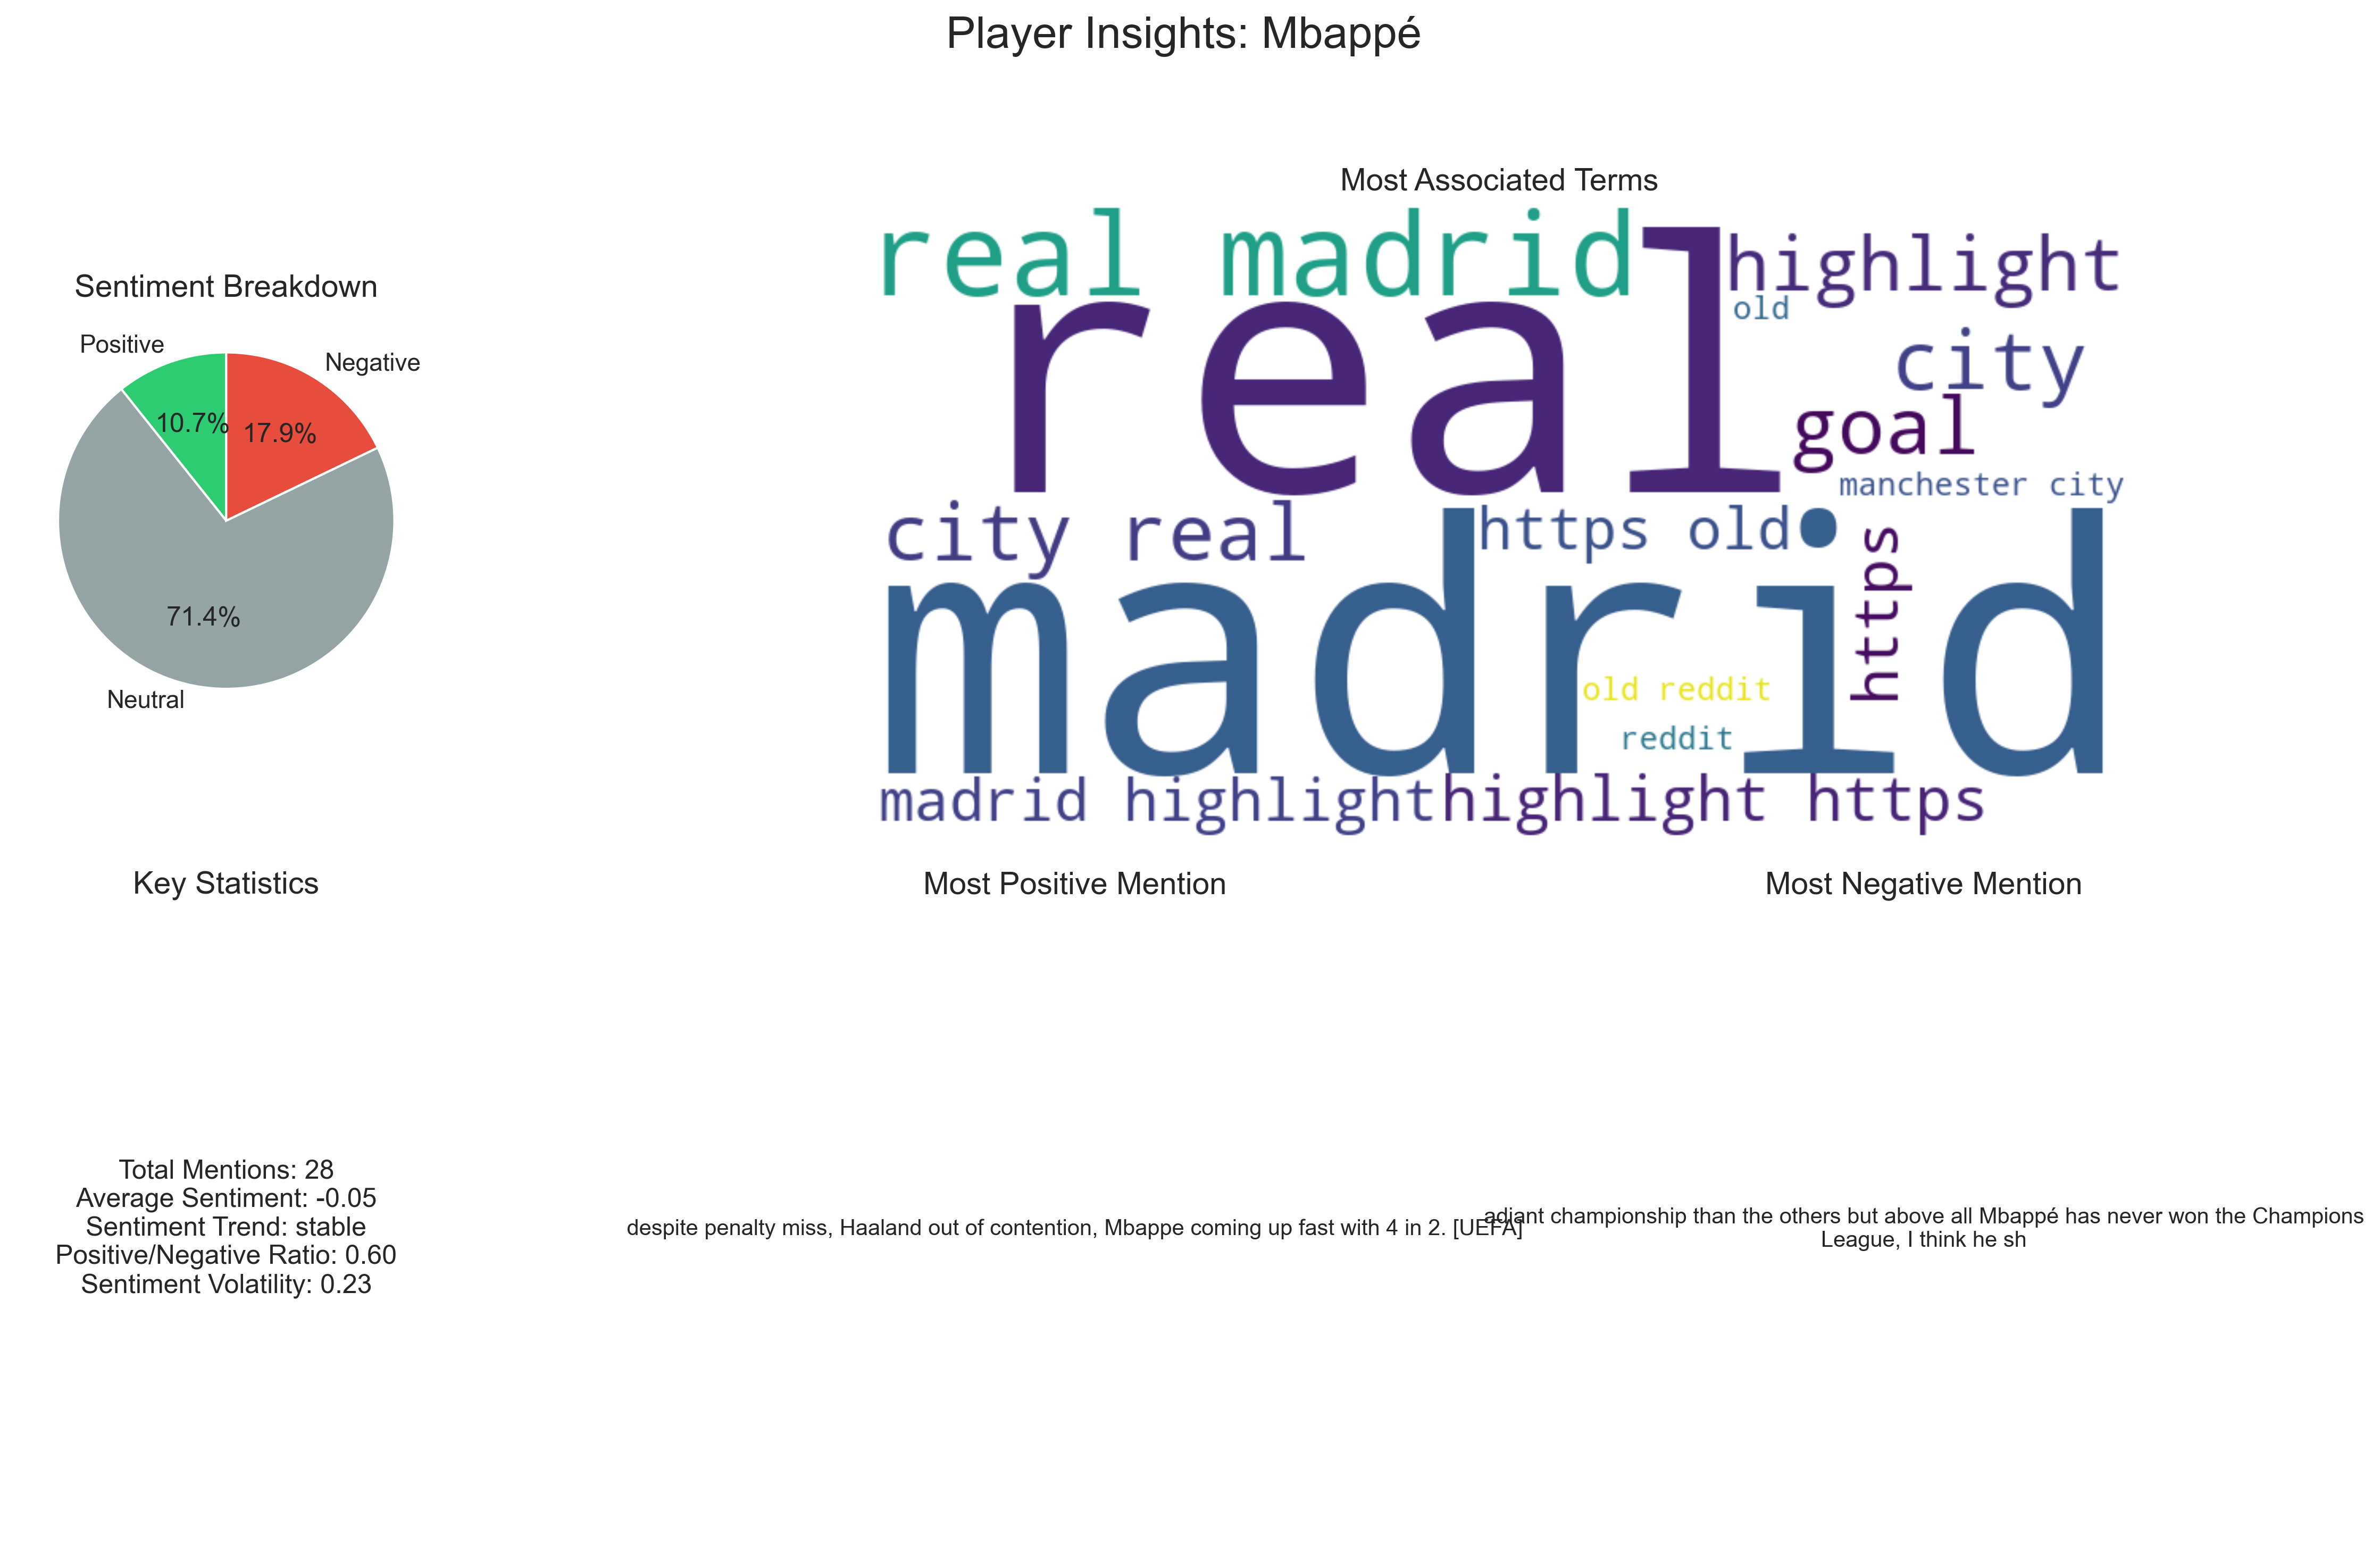 Player Insights: Mbappé
Sentiment Breakdown
Positive
Negative
10.7%
17.9%
71.4%
Neutral
Most Associated Terms
real madrid
highlight
old
real
city
goal
manchester city
city real
https old
https
madrid
old reddit
reddit
madrid highlight
highlight https
Key Statistics
Total Mentions: 28
Average Sentiment: -0.05
Sentiment Trend: stable
Positive/Negative Ratio: 0.60
Sentiment Volatility: 0.23
Most Positive Mention
despite penalty miss, Haaland out of contention, Mbappe coming up fast with 4 in 2. [UEFA]
Most Negative Mention
adjant championship than the others but above all Mbappé has never won the Champions
League, I think he sh